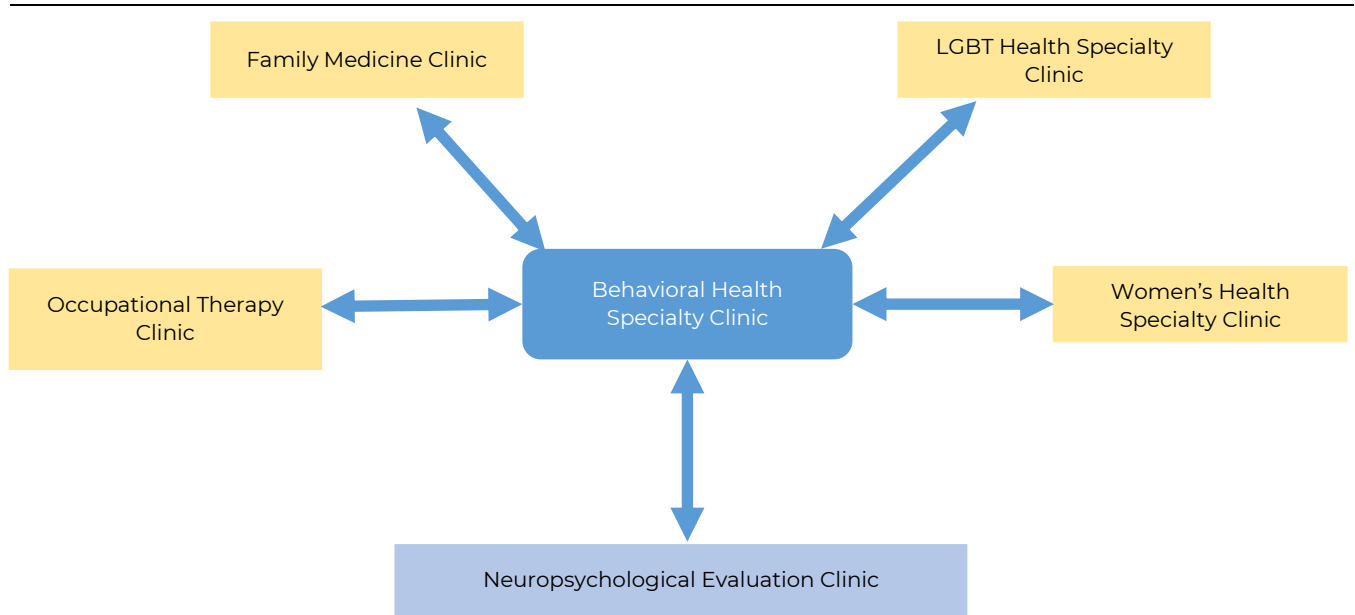 Family Medicine Clinic
LGBT Health Specialty
Clinic
Occupational Therapy
Clinic
Behavioral Health
Specialty Clinic
Women’s Health
Specialty Clinic
Neuropsychological Evaluation Clinic